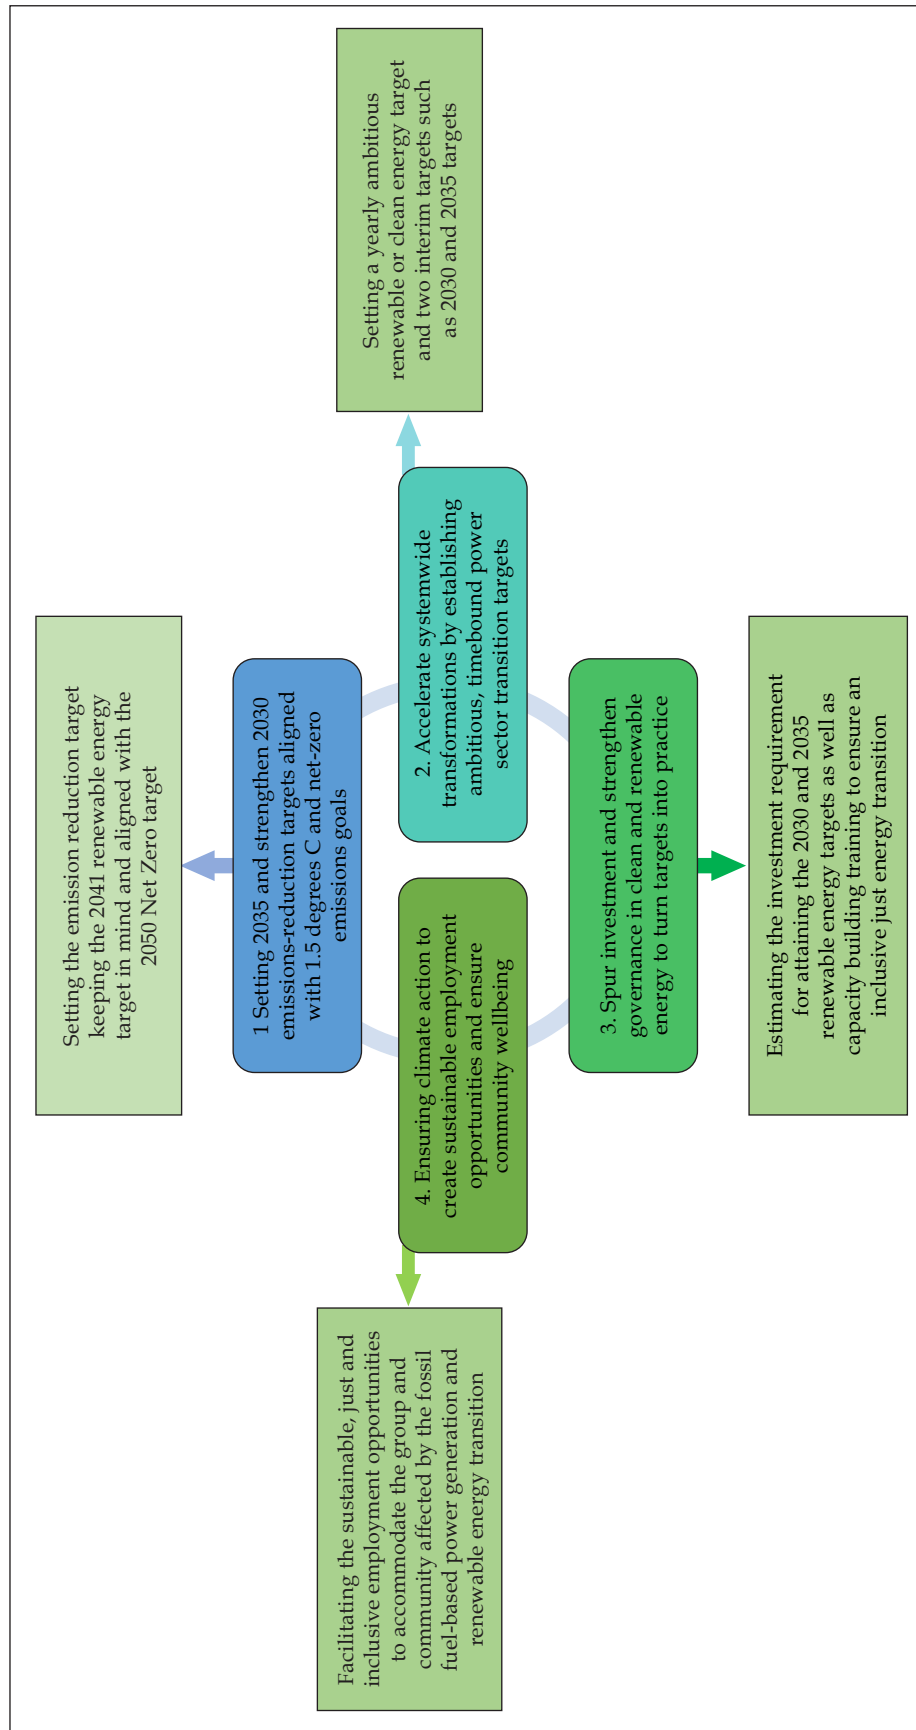 Setting the emission reduction target
keeping the 2041 renewable energy
target in mind and aligned with the
2050 Net Zero target
1 Setting 2035 and strengthen 2030
emissions-reduction targets aligned
with 1.5 degrees C and net-zero
emissions goals
Setting a yearly ambitious
renewable or clean energy target
and two interim targets such
as 2030 and 2035 targets
2. Accelerate systemwide
transformations by establishing
ambitious, timebound power
sector transition targets
3. Spur investment and strengthen
governance in clean and renewable
energy to turn targets into practice
Estimating the investment requirement
for attaining the 2030 and 2035
renewable energy targets as well as
capacity building training to ensure an
inclusive just energy transition
4. Ensuring climate action to
create sustainable employment
opportunities and ensure
community wellbeing
Facilitating the sustainable, just and
inclusive employment opportunities
to accommodate the group and
community affected by the fossil
fuel-based power generation and
renewable energy transition